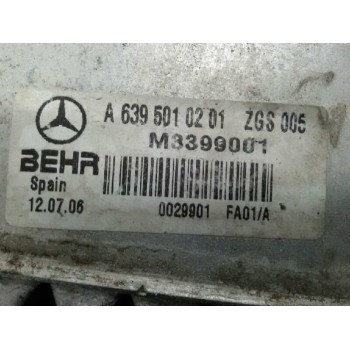 A 639 501 02 01 ZGS 005
M3399001
BEHR
Spain
12.07.06 0029901 FA01/A